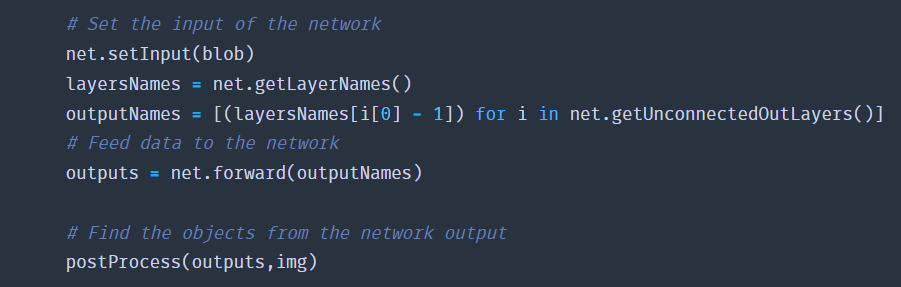 # Set the input of the network
net.setInput(blob)
layersNames = net.getLayerNames()
outputNames = [(layersNames[i[0] - 1]) for i in net.getUnconnectedOutLayers()]
# Feed data to the network
outputs = net.forward(outputNames)
# Find the objects from the network output
postProcess(outputs,img)